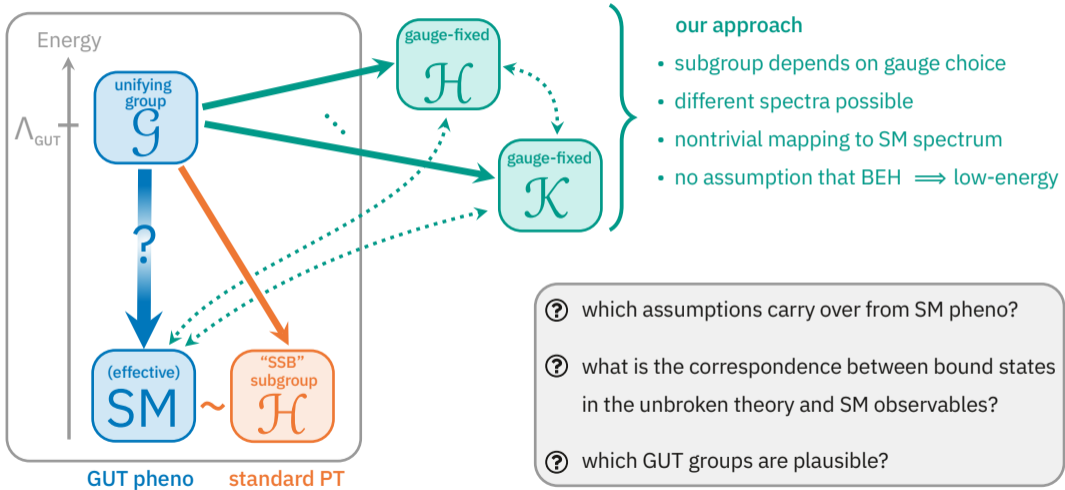 Energy
Λ_GUT
unifying
group
𝒢
?
(effective)
SM
~
"SSB"
subgroup
ℋ
GUT pheno
standard PT
gauge-fixed
ℋ
gauge-fixed
𝒦
our approach
• subgroup depends on gauge choice
• different spectra possible
• nontrivial mapping to SM spectrum
• no assumption that BEH ⟹ low-energy
? which assumptions carry over from SM pheno?
? what is the correspondence between bound states
in the unbroken theory and SM observables?
? which GUT groups are plausible?